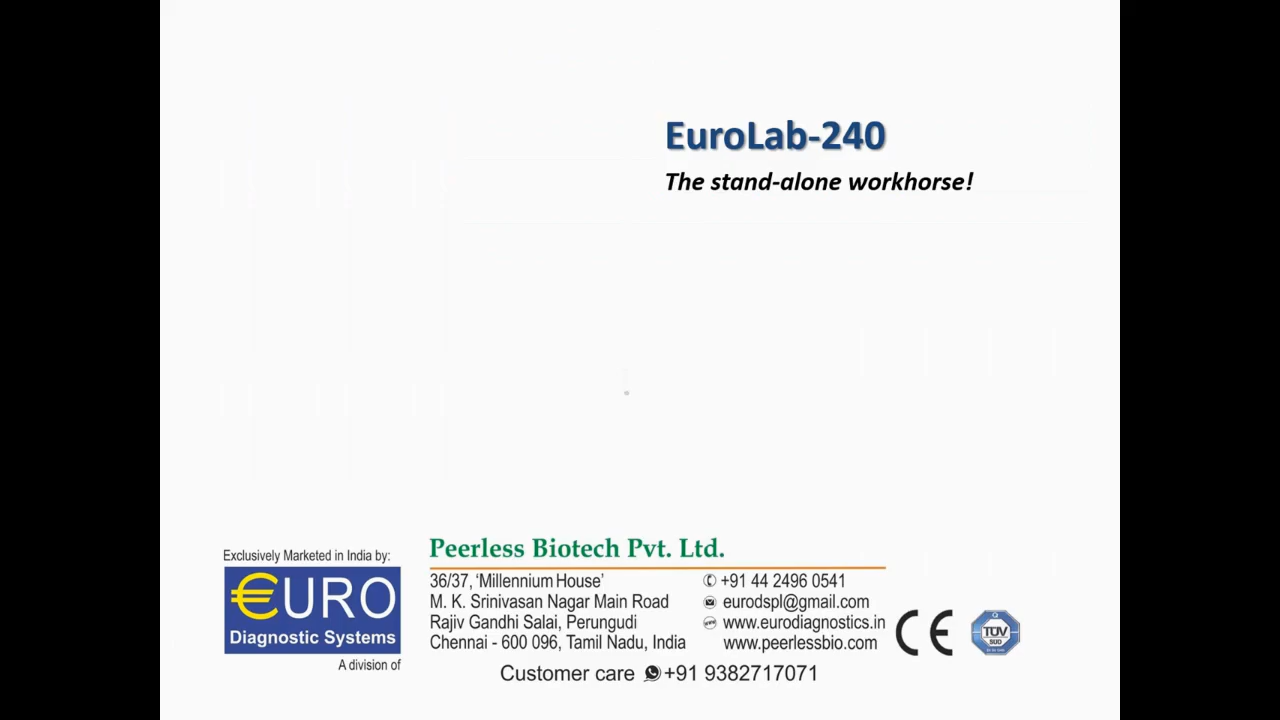 EuroLab-240
The stand-alone workhorse!
Exclusively Marketed in India by:
€URO
Diagnostic Systems
A division of
Peerless Biotech Pvt. Ltd.
36/37, ‘Millennium House’
M. K. Srinivasan Nagar Main Road
Rajiv Gandhi Salai, Perungudi
Chennai - 600 096, Tamil Nadu, India
+91 44 2496 0541
eurodspl@gmail.com
www.eurodiagnostics.in
www.peerlessbio.com
Customer care +91 9382717071
CE
TÜV
SÜD